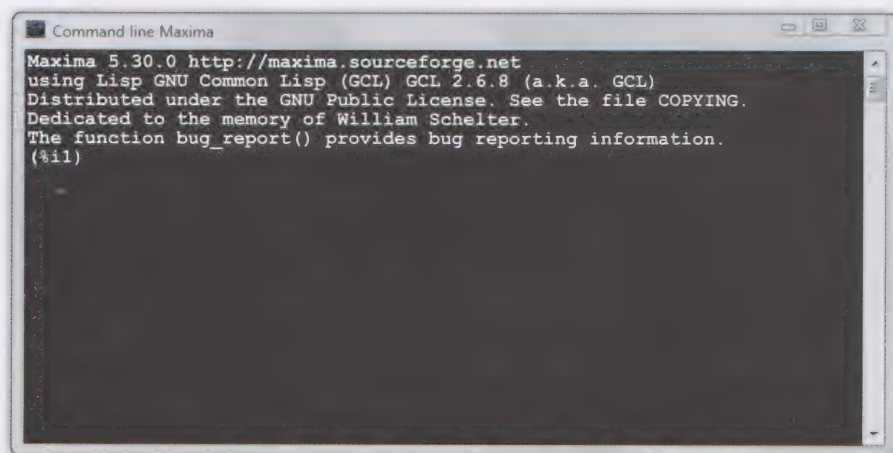 Command line Maxima
Maxima 5.30.0 http://maxima.sourceforge.net
using Lisp GNU Common Lisp (GCL) GCL 2.6.8 (a.k.a. GCL)
Distributed under the GNU Public License. See the file COPYING.
Dedicated to the memory of William Schelter.
The function bug_report() provides bug reporting information.
(%i1)